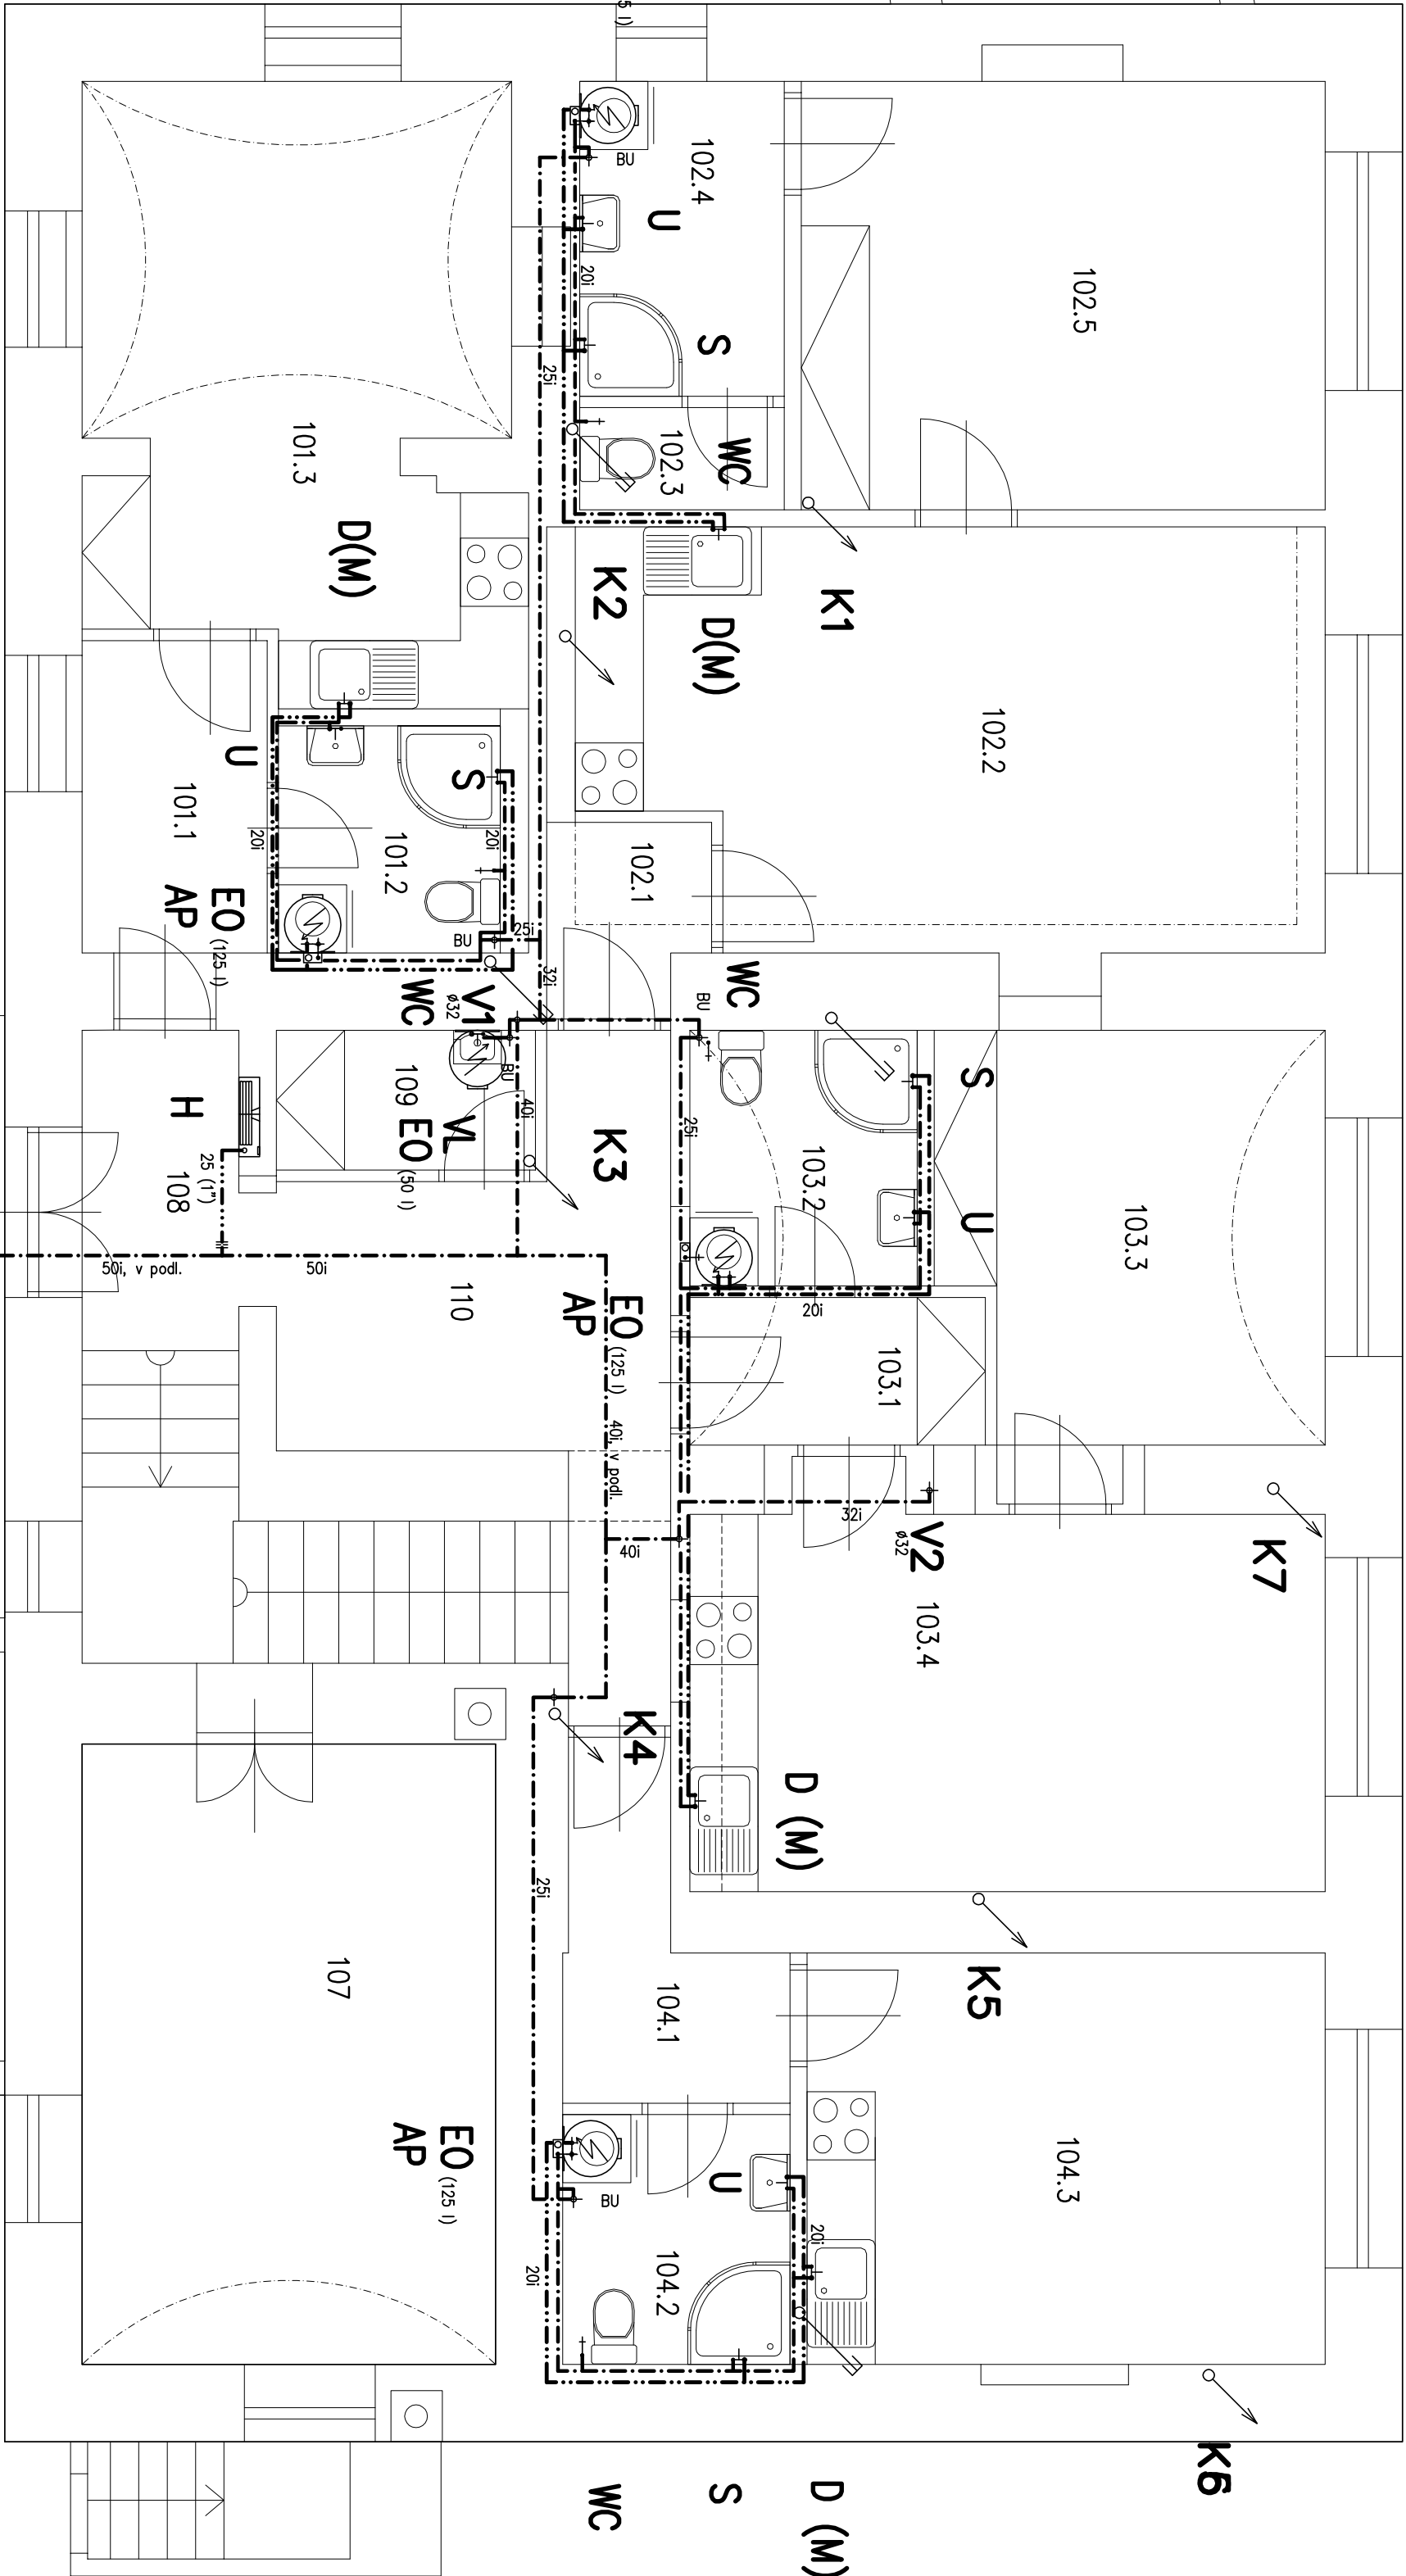 K7
K6
103.3
102.5
104.3
102.2
K5
S
U
V2
103.4
ø32
103.1
32i
K1
D (M)
20i
103.2
20i
D (M)
WC
WC
S
U
D(M)
S
102.4
BU
25i
102.3
104.1
104.2
U
102.1
K4
40i
EO (125 l)
40i, v podl.
5 l)
BU
K2
K3
BU
WC
20i
AP
25i
32i
25i
20i
40i
25i
BU
20i
V1
S
BU
110
VL
EO (125 l)
ø32
WC
EO (50 l)
AP
109
101.2
D(M)
107
50i
101.3
20i
U
EO (125 l)
25 (1")
H
AP
101.1
108
50i, v podl.